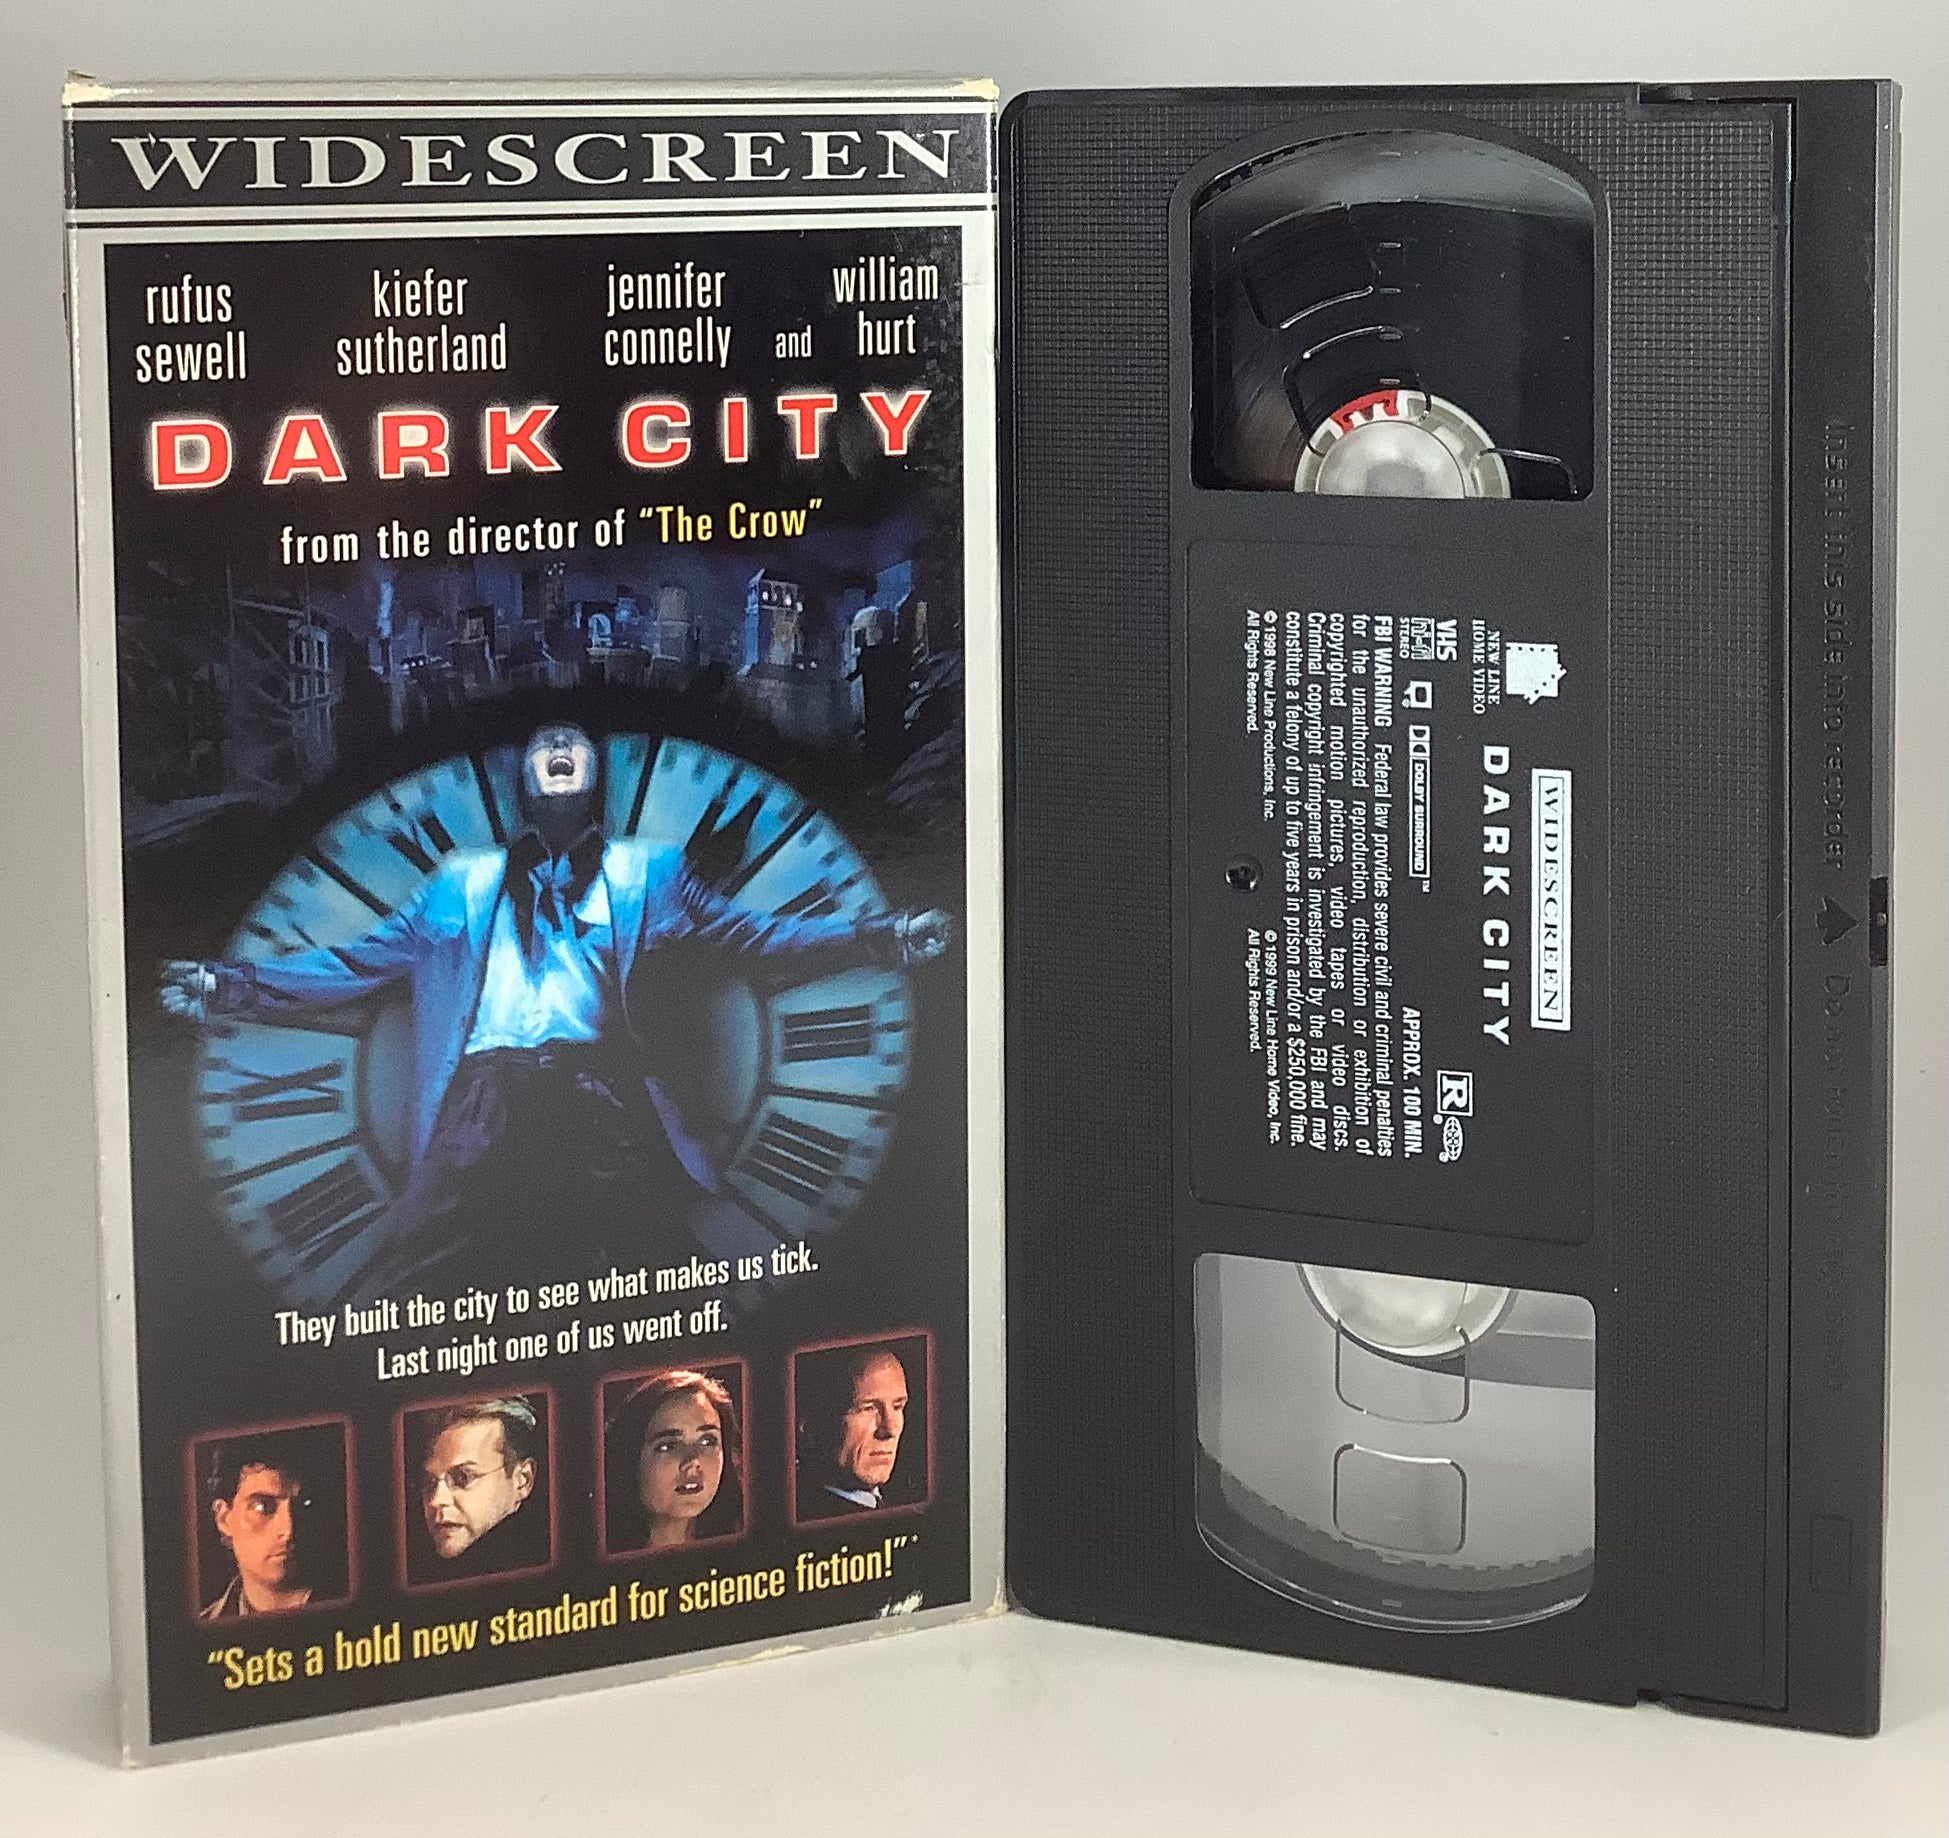 WIDESCREEN
rufus sewell
kiefer sutherland
jennifer connelly
and
william hurt
DARK CITY
from the director of "The Crow"
They built the city to see what makes us tick.
Last night one of us went off.
"Sets a bold new standard for science fiction!"*
WIDESCREEN
NEW LINE
HOME VIDEO
DARK CITY
R
VHS
hi-fi
STEREO
DOLBY SURROUND™
APPROX. 100 MIN.
FBI WARNING Federal law provides severe civil and criminal penalties
for the unauthorized reproduction, distribution or exhibition of
copyrighted motion pictures, video tapes or video discs.
Criminal copyright infringement is investigated by the FBI and may
constitute a felony of up to five years in prison and/or a $250,000 fine.
© 1998 New Line Productions, Inc.
All Rights Reserved.
© 1999 New Line Home Video, Inc.
All Rights Reserved.
Insert this side into recorder